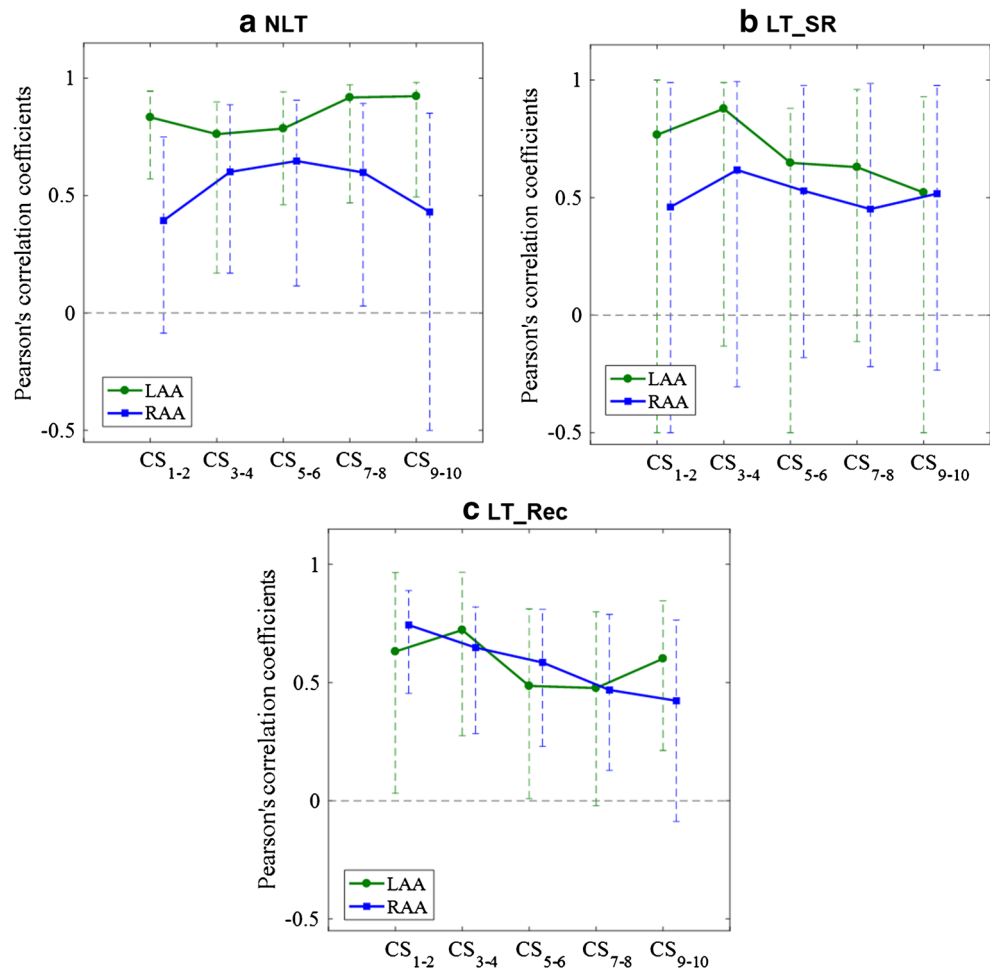 a NLT
Pearson's correlation coefficients
1
0.5
0
-0.5
LAA
RAA
CS1-2 CS3-4 CS5-6 CS7-8 CS9-10
b LT_SR
Pearson's correlation coefficients
1
0.5
0
-0.5
LAA
RAA
CS1-2 CS3-4 CS5-6 CS7-8 CS9-10
c LT_Rec
Pearson's correlation coefficients
1
0.5
0
-0.5
LAA
RAA
CS1-2 CS3-4 CS5-6 CS7-8 CS9-10